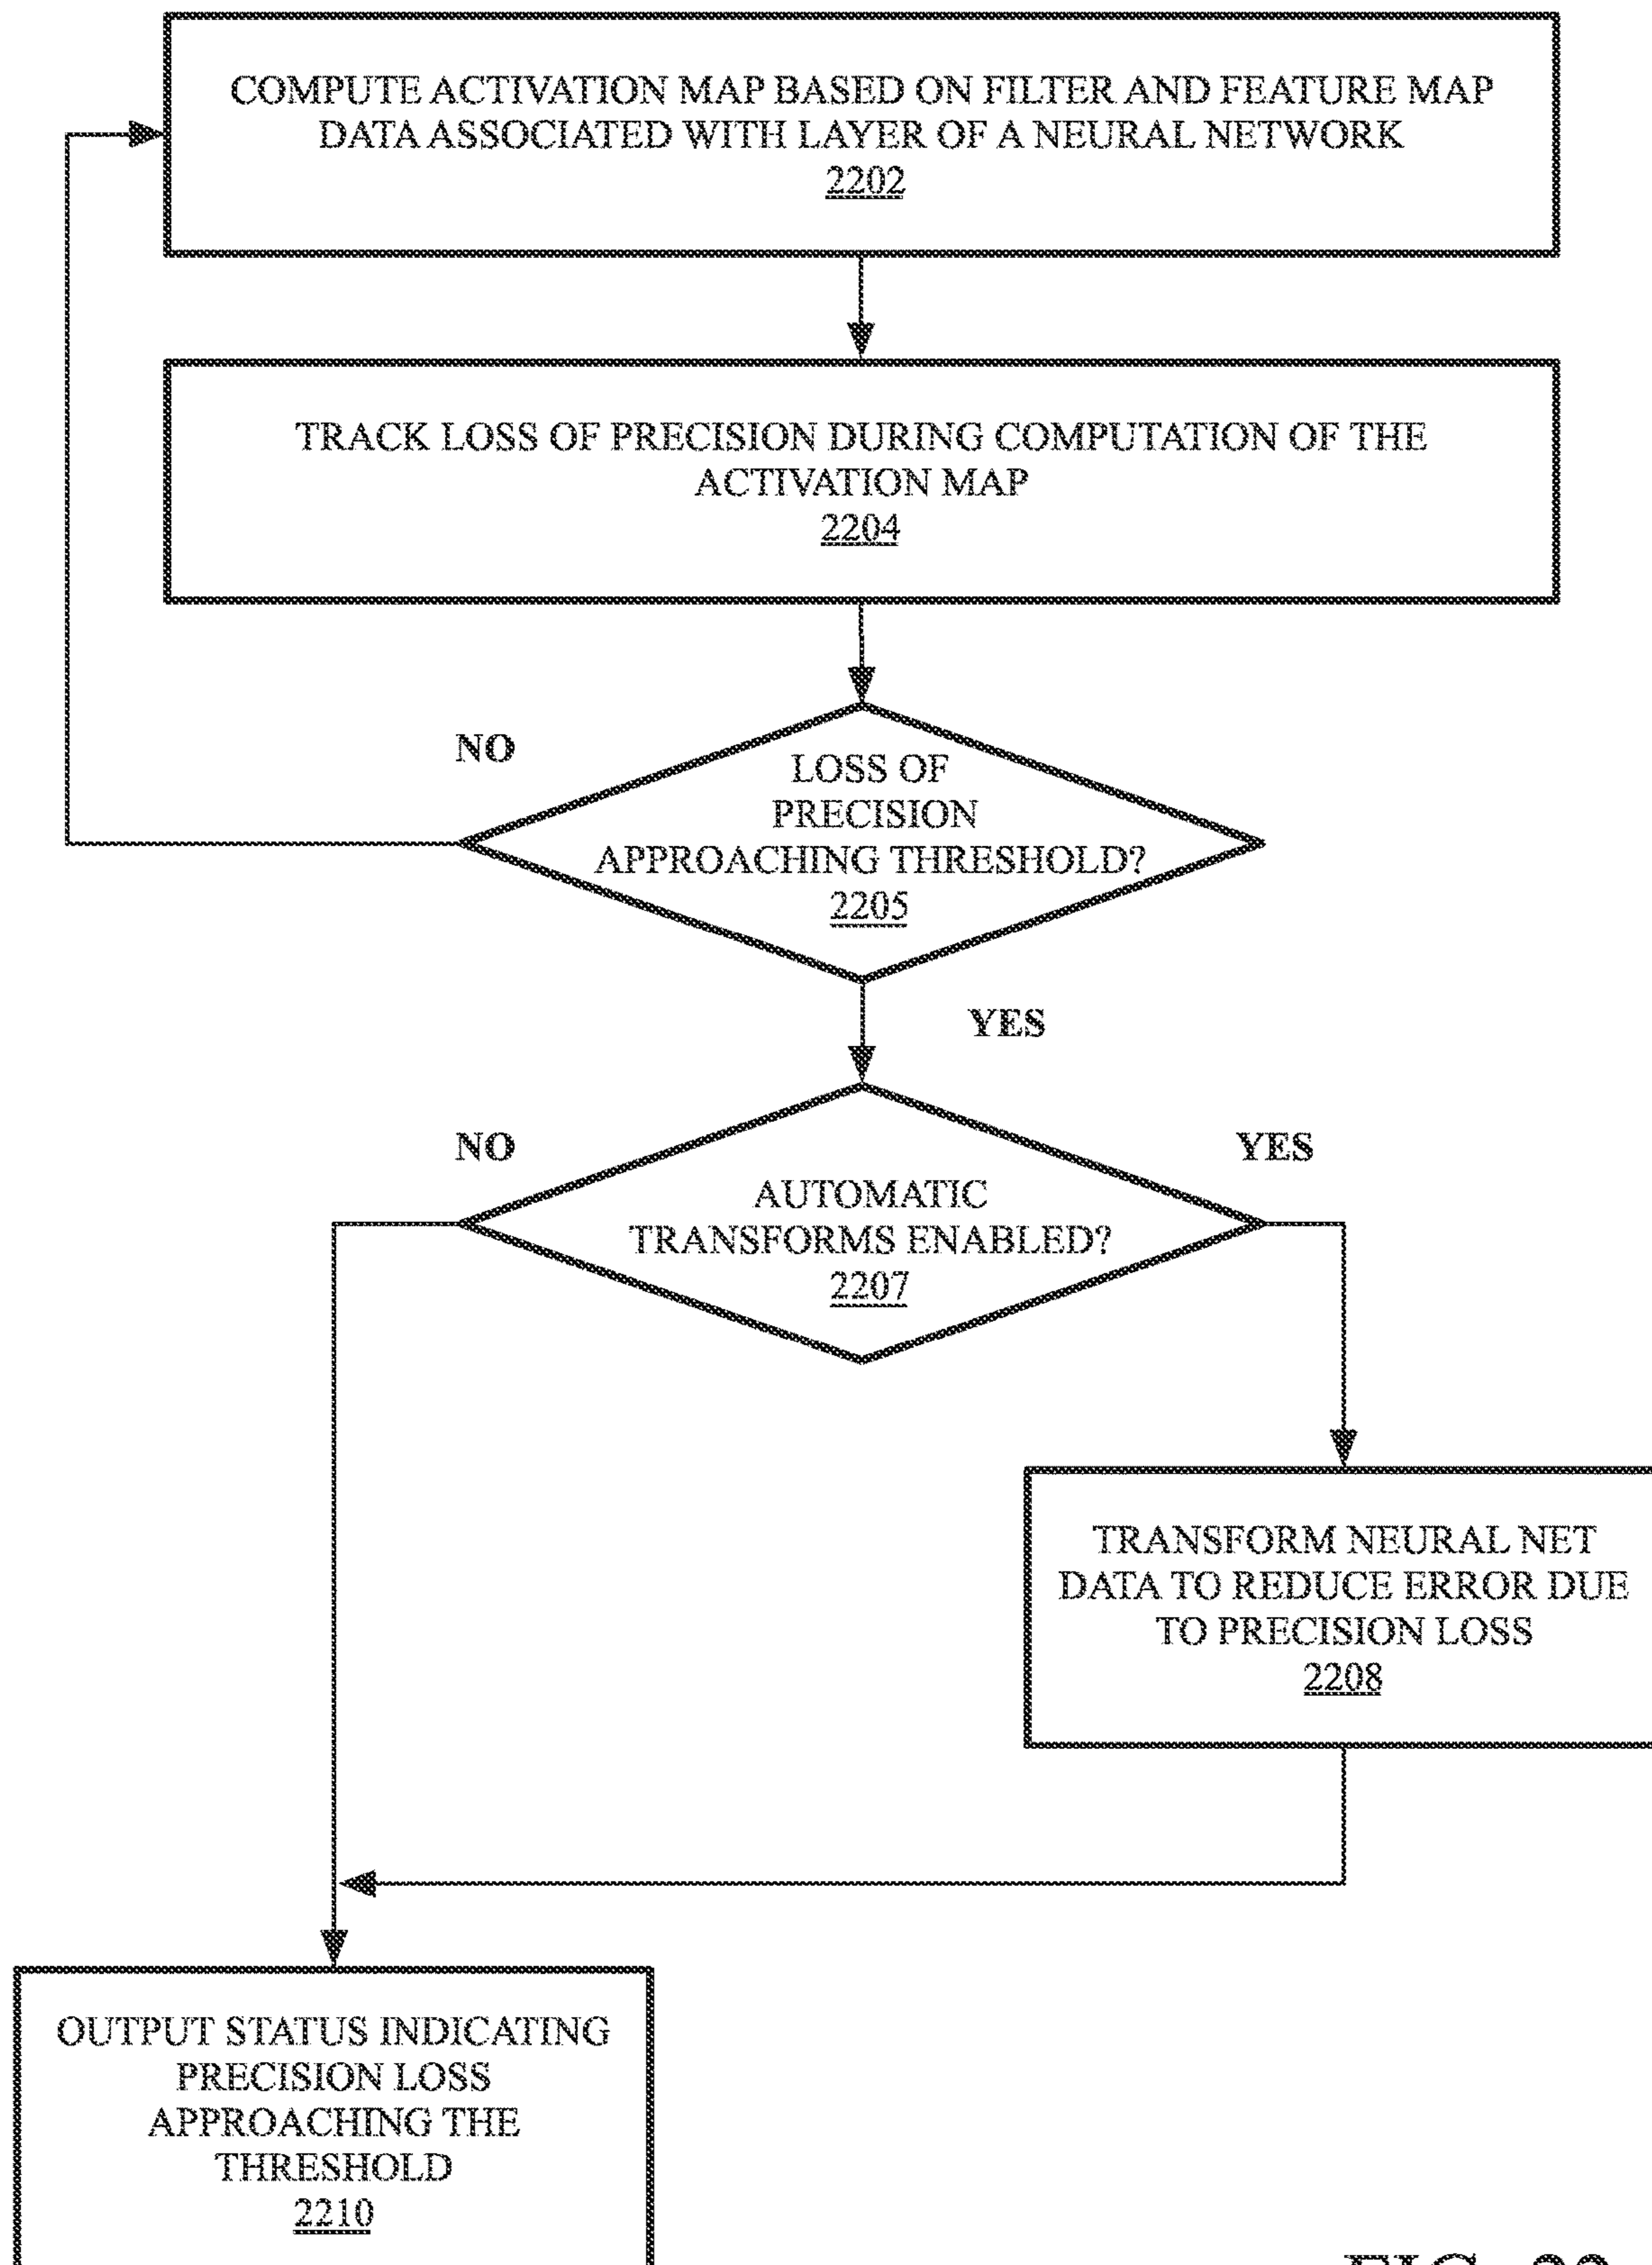 COMPUTE ACTIVATION MAP BASED ON FILTER AND FEATURE MAP
DATA ASSOCIATED WITH LAYER OF A NEURAL NETWORK
2202
TRACK LOSS OF PRECISION DURING COMPUTATION OF THE
ACTIVATION MAP
2204
NO
LOSS OF
PRECISION
APPROACHING THRESHOLD?
2205
YES
NO
YES
AUTOMATIC
TRANSFORMS ENABLED?
2207
TRANSFORM NEURAL NET
DATA TO REDUCE ERROR DUE
TO PRECISION LOSS
2208
OUTPUT STATUS INDICATING
PRECISION LOSS
APPROACHING THE
THRESHOLD
2210